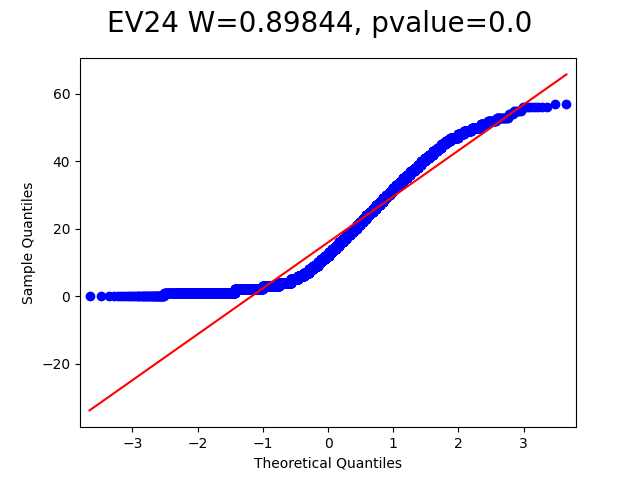 EV24 W=0.89844, pvalue=0.0
60
40
20
0
−20
Sample Quantiles
−3 −2 −1 0 1 2 3
Theoretical Quantiles